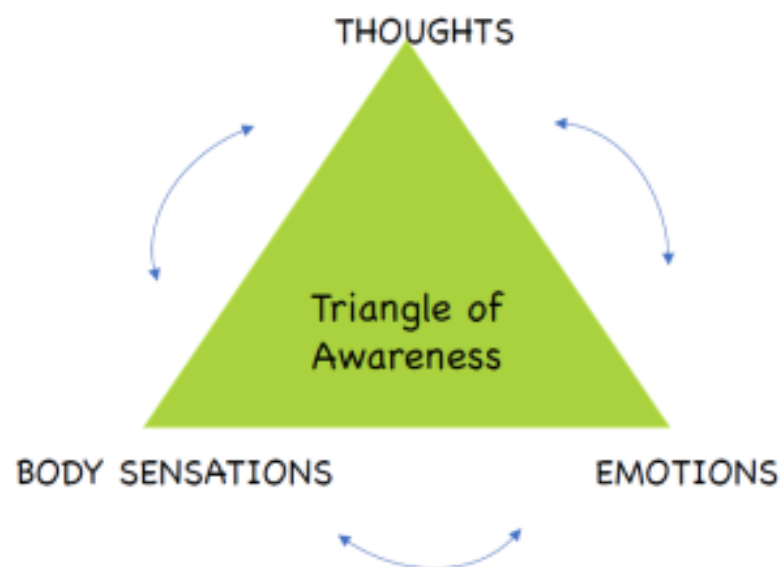 THOUGHTS
Triangle of
Awareness
BODY SENSATIONS
EMOTIONS